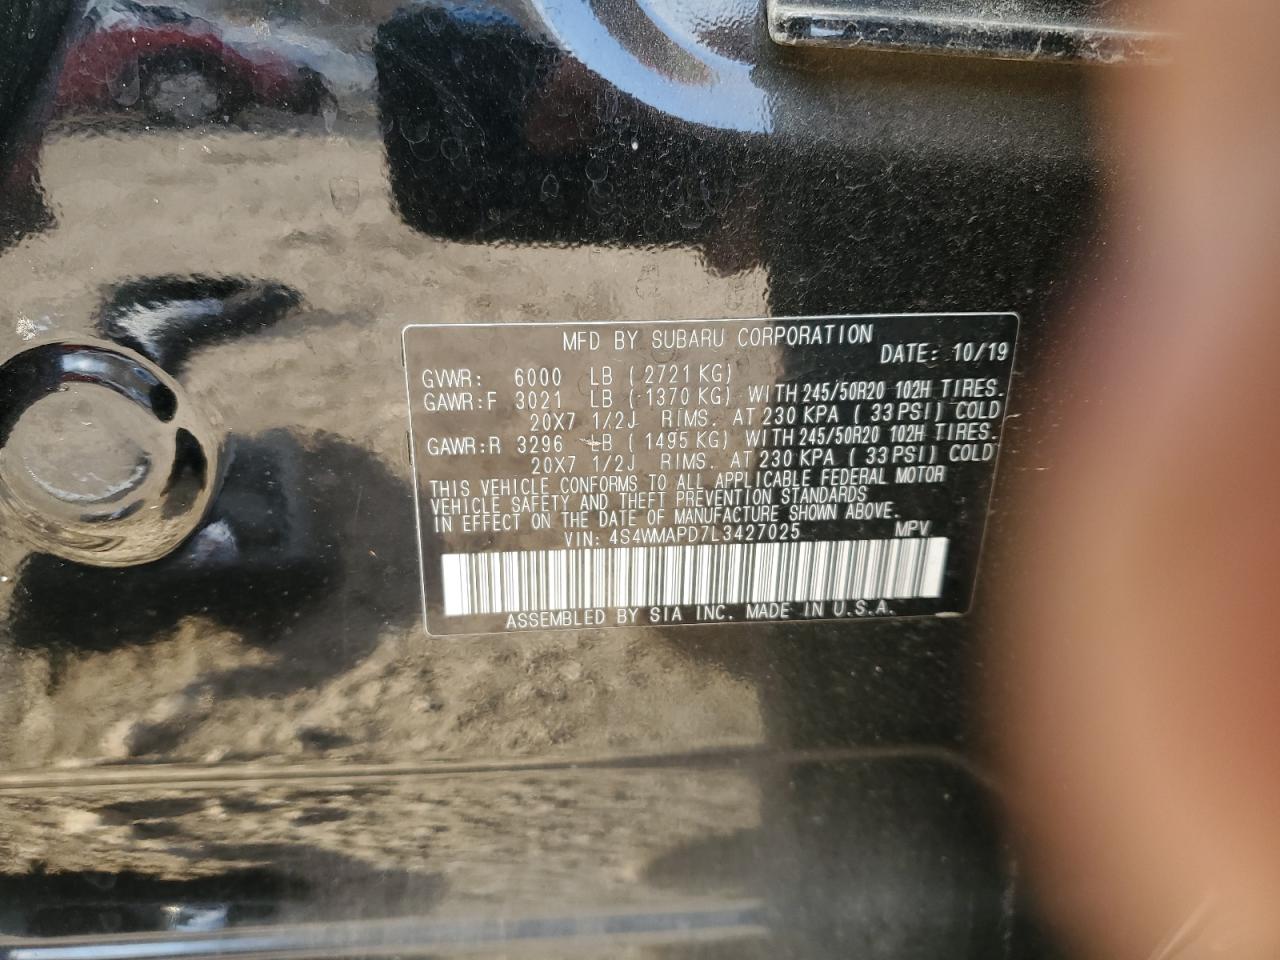 MFD BY SUBARU CORPORATION
DATE: 10/19
GVWR: 6000 LB ( 2721 KG)
GAWR:F 3021 LB ( 1370 KG) WITH 245/50R20 102H TIRES.
20X7 1/2J RIMS. AT 230 KPA ( 33 PSI) COLD
GAWR:R 3296 LB ( 1495 KG) WITH 245/50R20 102H TIRES.
20X7 1/2J RIMS. AT 230 KPA ( 33 PSI) COLD
THIS VEHICLE CONFORMS TO ALL APPLICABLE FEDERAL MOTOR
VEHICLE SAFETY AND THEFT PREVENTION STANDARDS
IN EFFECT ON THE DATE OF MANUFACTURE SHOWN ABOVE.
VIN: 4S4WMAPD7L3427025 MPV
ASSEMBLED BY SIA INC. MADE IN U.S.A.